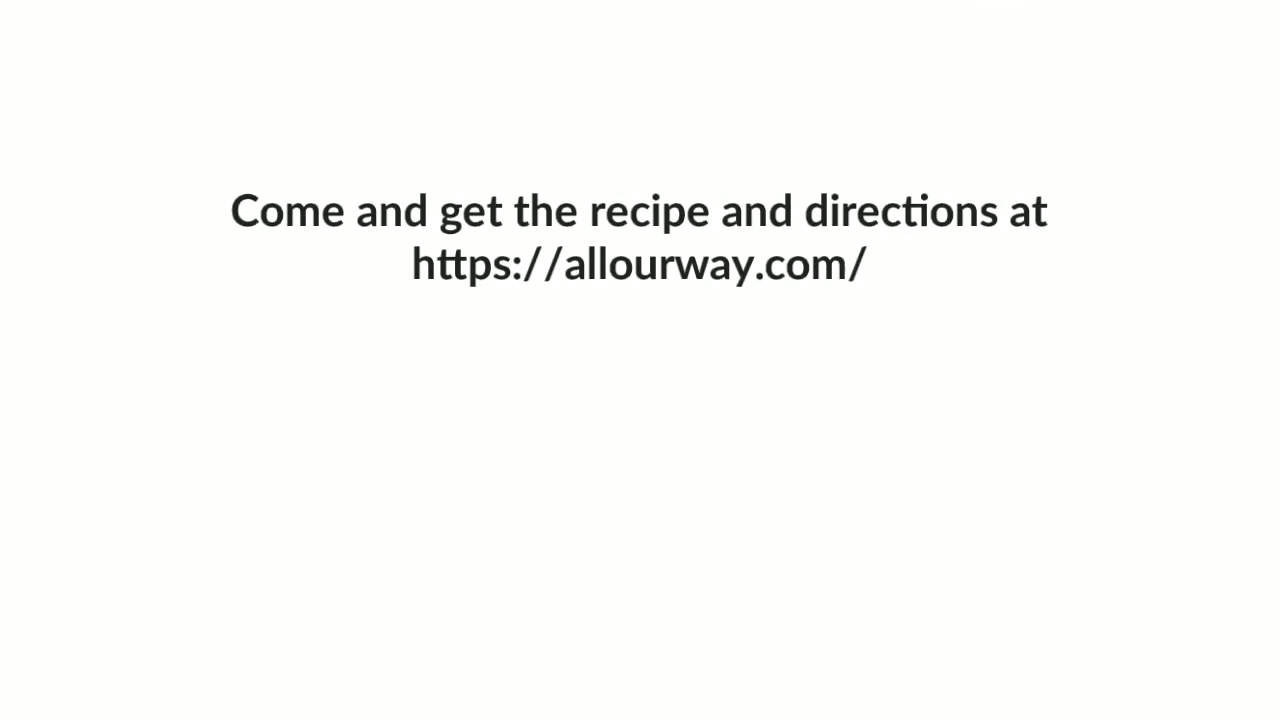 Come and get the recipe and directions at
https://allourway.com/